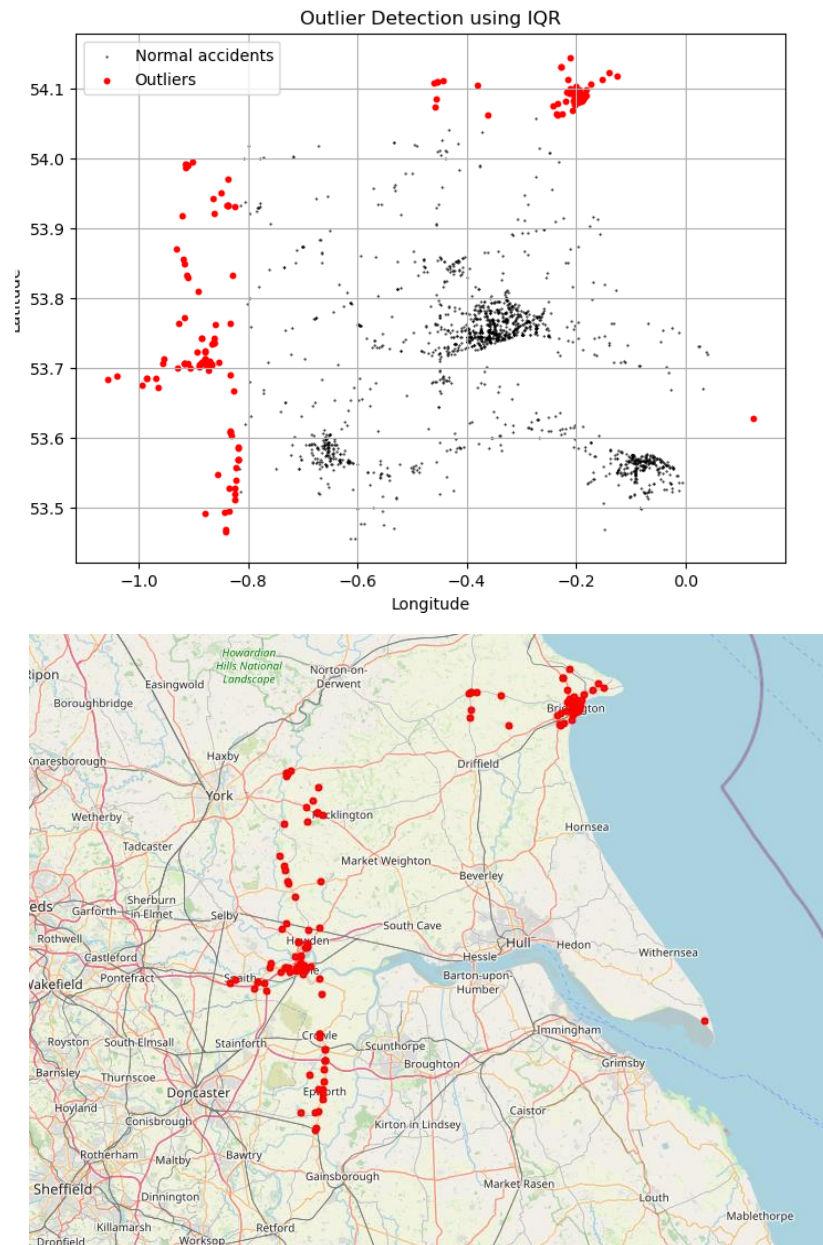 Outlier Detection using IQR
Normal accidents
Outliers
54.1
54.0
53.9
53.8
53.7
53.6
53.5
Latitude
−1.0 −0.8 −0.6 −0.4 −0.2 0.0
Longitude
Howardian
Hills National
Landscape
Norton-on-
Derwent
Ripon
Easingwold
Boroughbridge
Haxby
Knaresborough
York
Driffield
Wetherby
Hornsea
Tadcaster
Market Weighton
Beverley
Sherburn
in Elmet
Selby
Garforth
South Cave
Rothwell
Hull
Hedon
Withernsea
Castleford
Hessle
Pontefract
Barton-upon-
Humber
Wakefield
Royston
South Elmsall
Stainforth
Crowle
Scunthorpe
Immingham
Barnsley
Thurnscoe
Broughton
Grimsby
Hoyland
Doncaster
Epworth
Conisbrough
Caistor
Kirton in Lindsey
Rotherham
Maltby
Bawtry
Gainsborough
Market Rasen
Sheffield
Dinnington
Louth
Retford
Killamarsh
Mablethorpe
Dronfield
Worksop